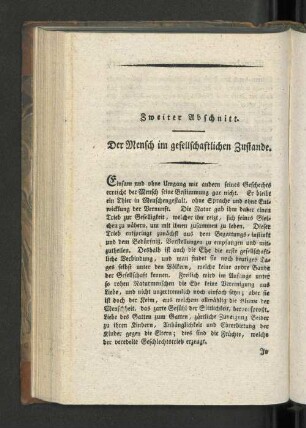 Zweiter Abschnitt.
Der Mensch im gesellschaftlichen Zustande.
Einsam und ohne Umgang mit andern seines Geschlechts
erreicht der Mensch seine Bestimmung gar nicht. Er bleibt
ein Thier in Menschengestalt, ohne Sprache und ohne Ent-
wickelung der Vernunft. Die Natur gab ihm daher einen
Trieb zur Geselligkeit, welcher ihn reizt, sich seines Glei-
chen zu nähern, um mit ihnen zusammen zu leben. Dieser
Trieb entspringt zunächst aus dem Begattungs-Instinkt
und dem Bedürfniß, Vorstellungen zu empfangen und mitzu-
theilen. Deshalb ist auch die Ehe die erste gesellschaft-
liche Verbindung, und man findet sie noch heutiges Ta-
ges selbst unter den Völkern, welche keine andre Bande
der Gesellschaft kennen. Freilich wird im Anfange unter
so rohen Naturmenschen die Ehe keine Vereinigung aus
Liebe, und nicht unzertrennlich noch einfach seyn; aber sie
ist doch der Keim, aus welchem allmählig die Blume der
Menschheit, das zarte Gefühl der Sittlichkeit, hervorsproßt.
Liebe des Gatten zum Gatten, zärtliche Zuneigung Beider
zu ihren Kindern, Anhänglichkeit und Ehrerbietung der
Kinder gegen die Eltern; dies sind die Früchte, welche
der veredelte Geschlechtstrieb erzeugt.
In